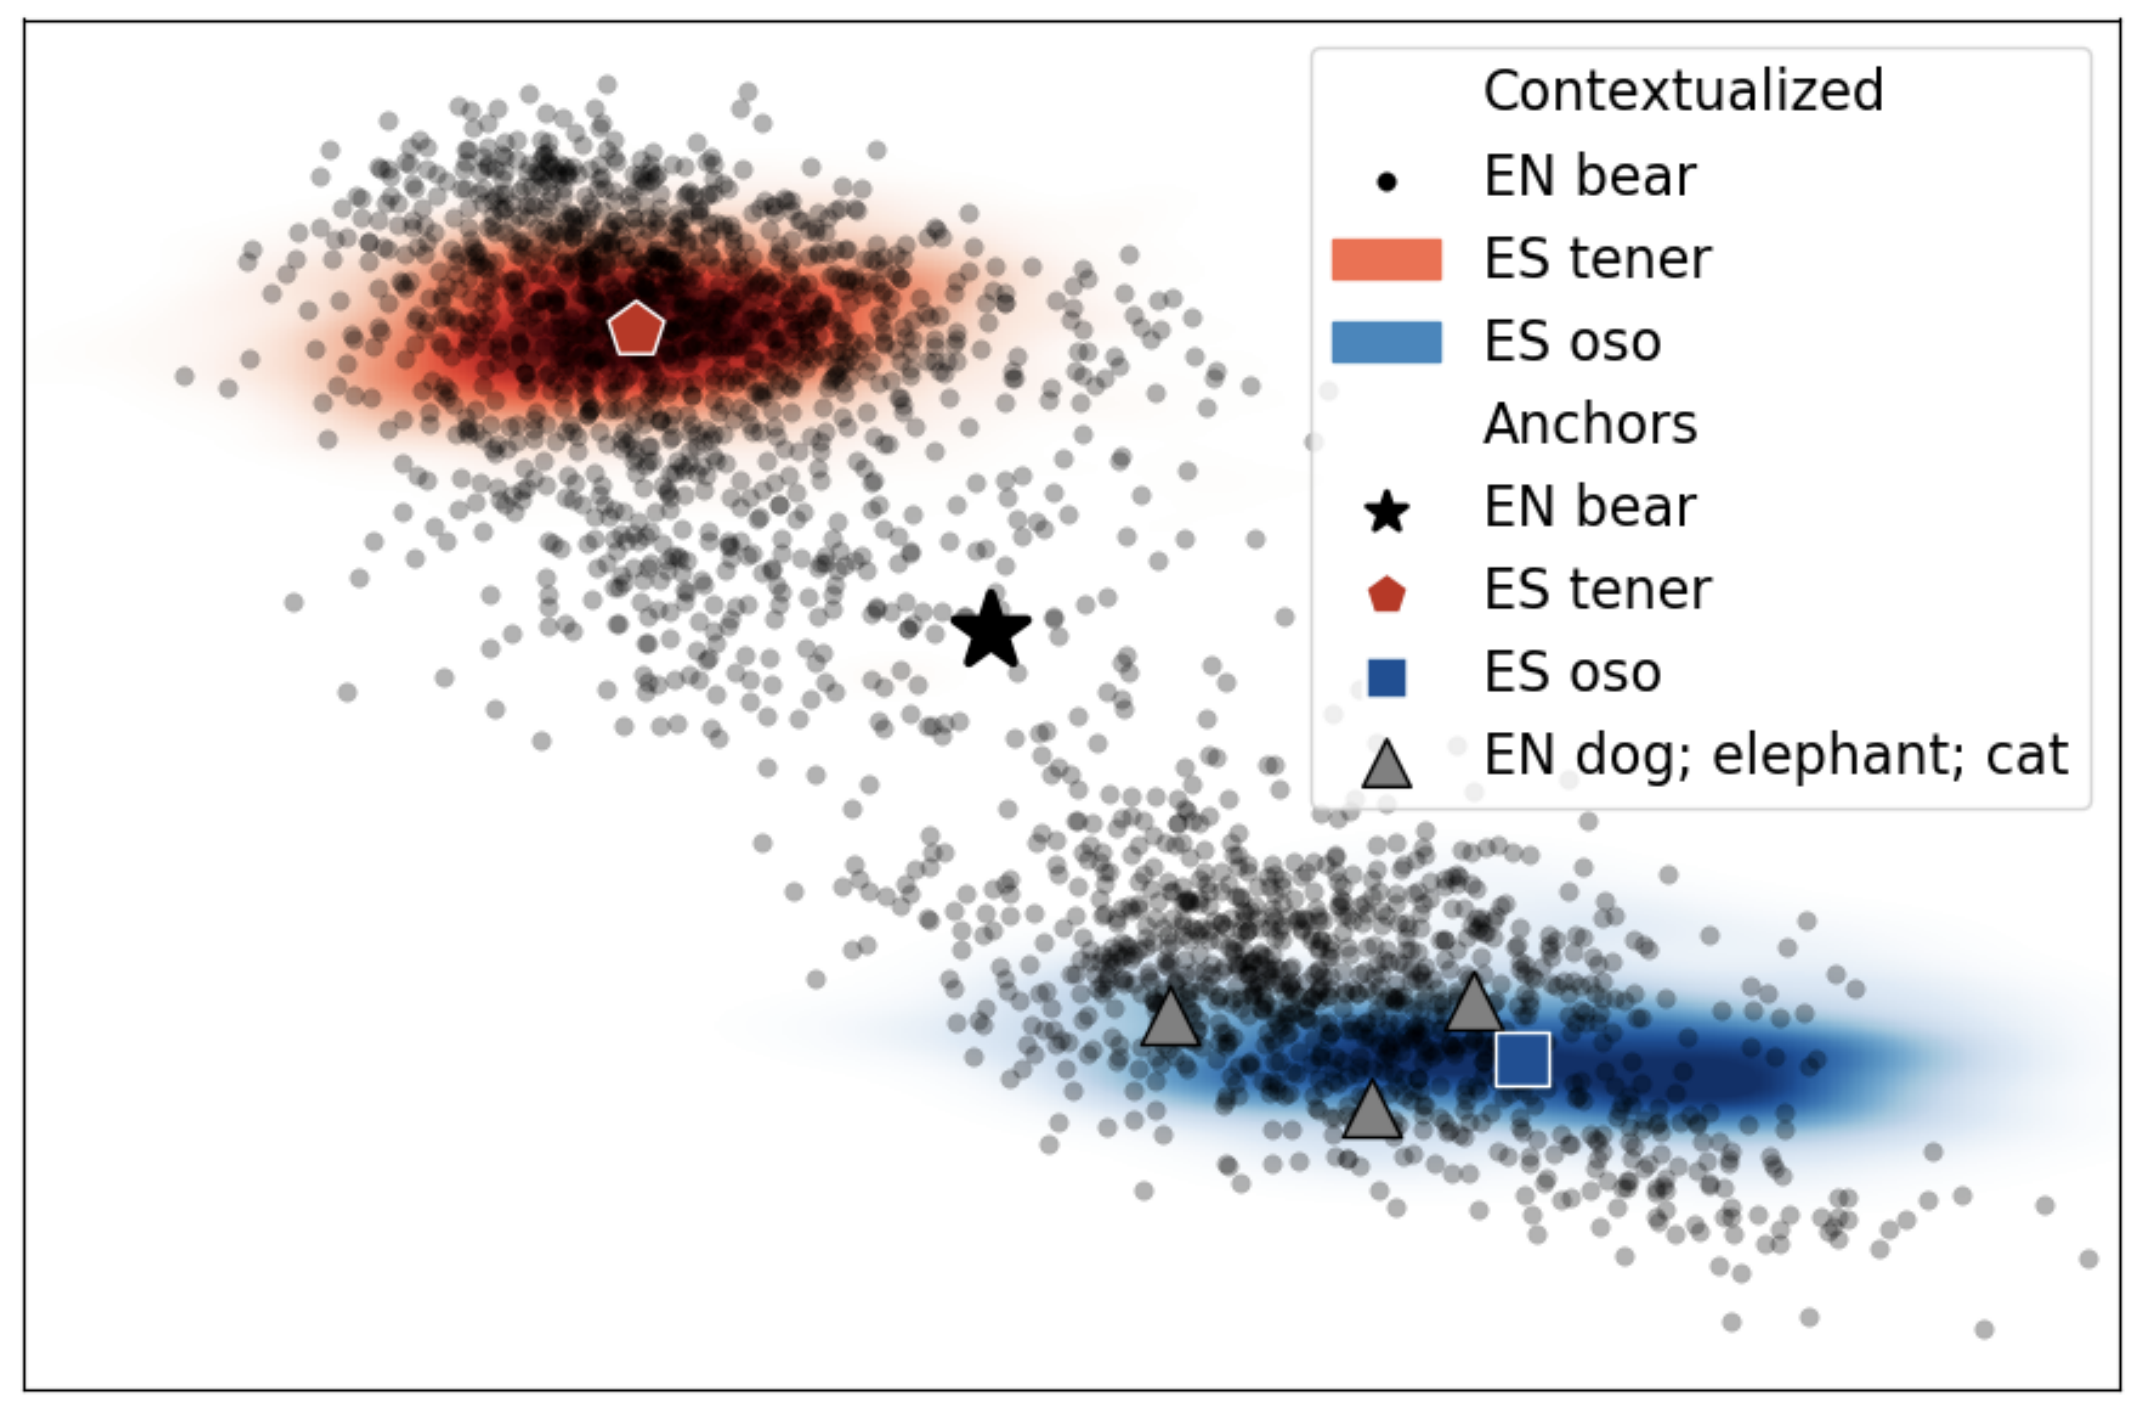 Contextualized
EN bear
ES tener
ES oso
Anchors
EN bear
ES tener
ES oso
EN dog; elephant; cat